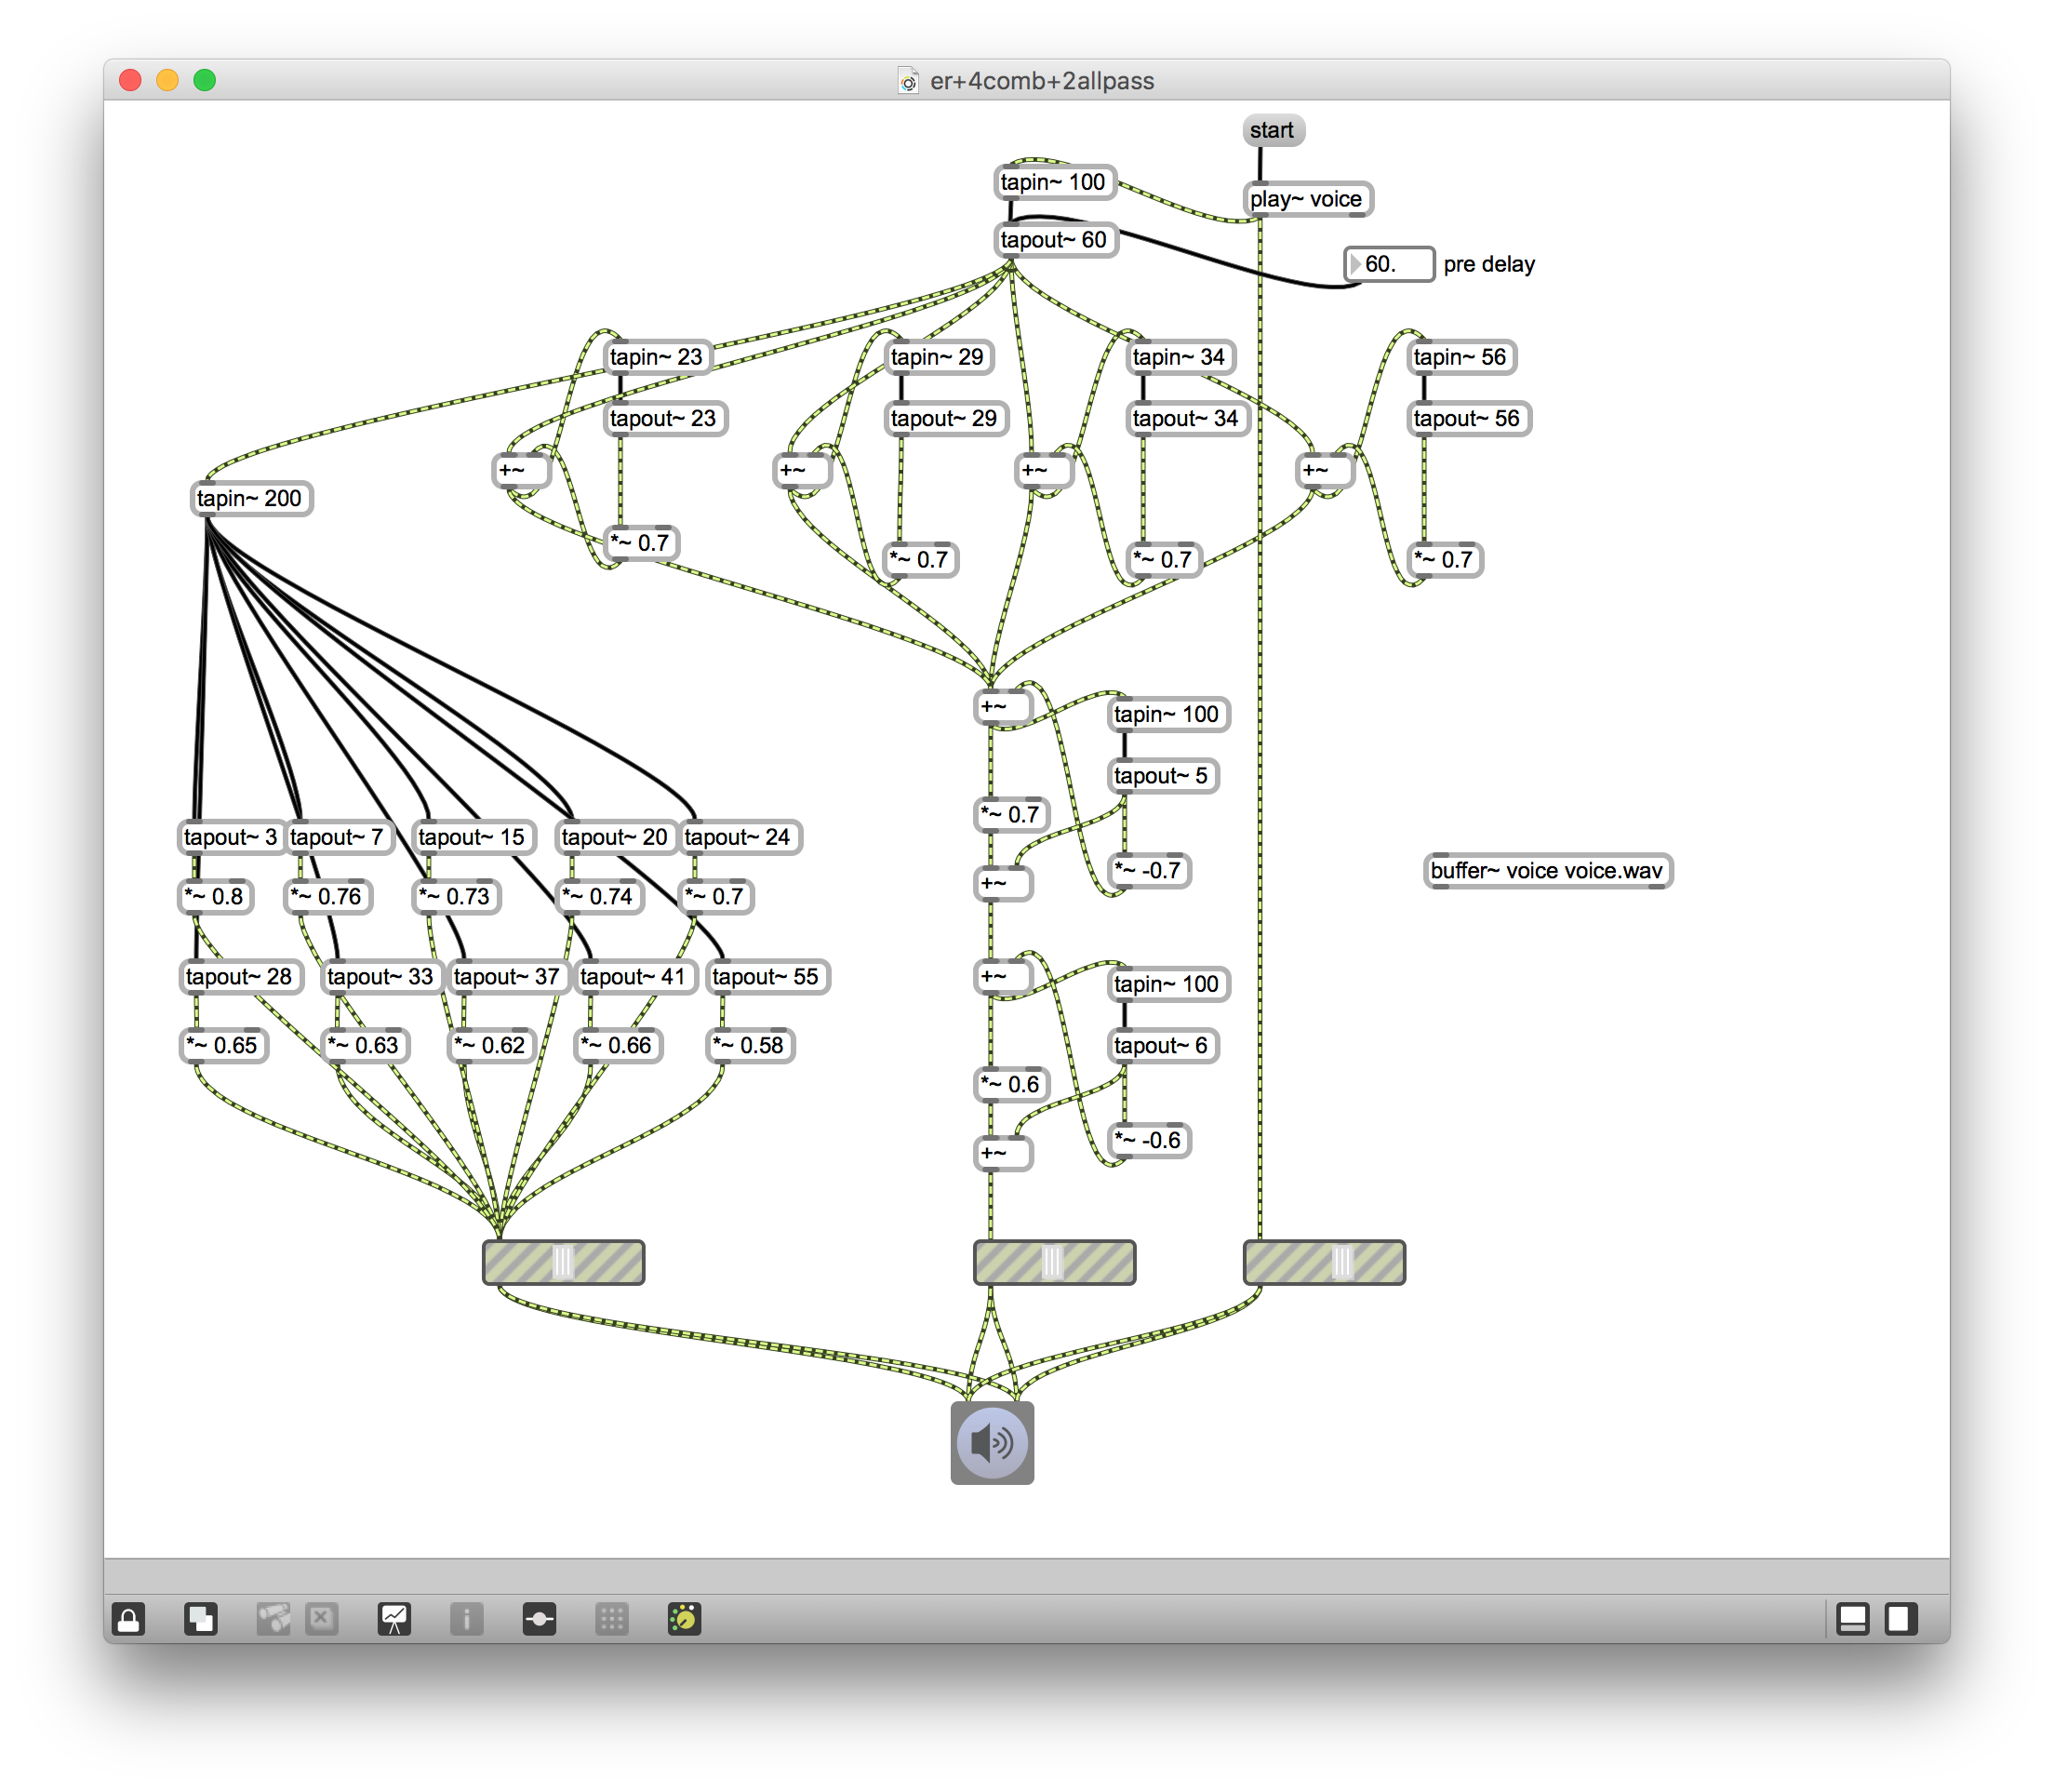 er+4comb+2allpass
start
tapin~ 100
play~ voice
tapout~ 60
60. pre delay
tapin~ 23
tapin~ 29
tapin~ 34
tapin~ 56
tapout~ 23
tapout~ 29
tapout~ 34
tapout~ 56
+~
+~
+~
+~
tapin~ 200
*~ 0.7
*~ 0.7
*~ 0.7
*~ 0.7
+~
tapin~ 100
tapout~ 5
*~ 0.7
tapout~ 3
tapout~ 7
tapout~ 15
tapout~ 20
tapout~ 24
*~ -0.7
buffer~ voice voice.wav
+~
*~ 0.8
*~ 0.76
*~ 0.73
*~ 0.74
*~ 0.7
tapout~ 28
tapout~ 33
tapout~ 37
tapout~ 41
tapout~ 55
+~
tapin~ 100
*~ 0.65
*~ 0.63
*~ 0.62
*~ 0.66
*~ 0.58
tapout~ 6
*~ 0.6
*~ -0.6
+~